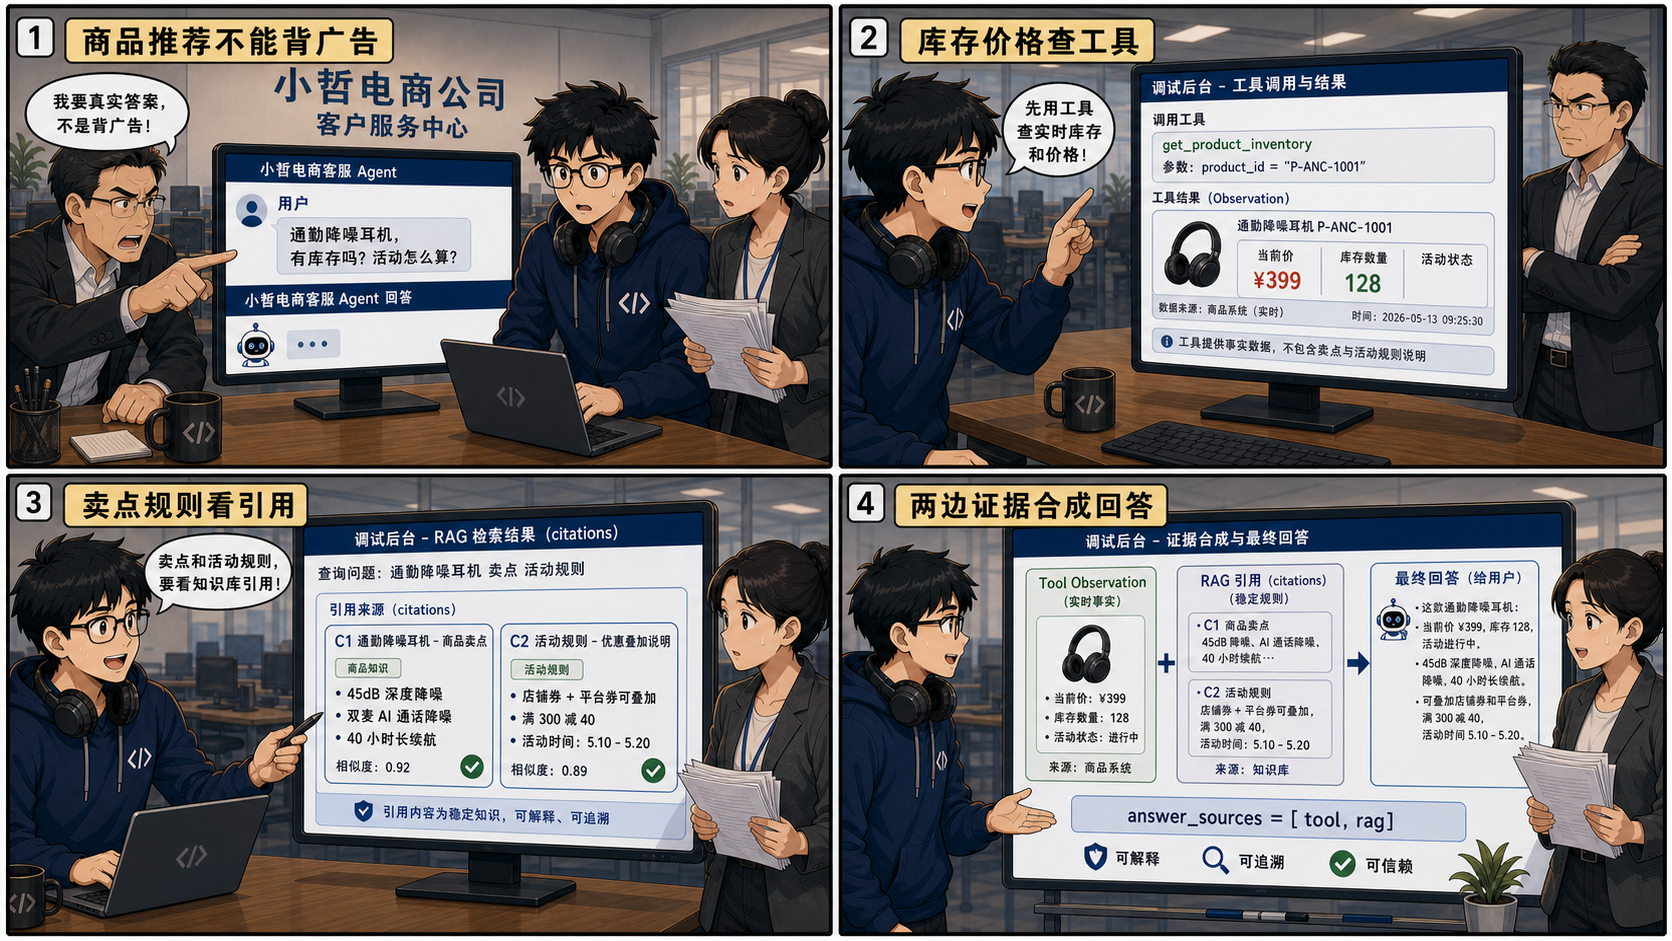 1 商品推荐不能背广告
我要真实答案，
不是背广告！
小哲电商公司
客户服务中心
小哲电商客服 Agent
用户
通勤降噪耳机，
有库存吗？活动怎么算？
小哲电商客服 Agent 回答
</>
</>
</>
2 库存价格查工具
先用工具
查实时库存
和价格！
调试后台 – 工具调用与结果
调用工具
get_product_inventory
参数：product_id = "P-ANC-1001"
工具结果（Observation）
通勤降噪耳机 P-ANC-1001
当前价 库存数量 活动状态
¥399 128
数据来源：商品系统（实时） 时间：2026-05-13 09:25:30
工具提供事实数据，不包含卖点与活动规则说明
</>
</>
3 卖点规则看引用
卖点和活动规则，
要看知识库引用！
调试后台 – RAG 检索结果（citations）
查询问题：通勤降噪耳机 卖点 活动规则
引用来源（citations）
C1 通勤降噪耳机 – 商品卖点
商品知识
• 45dB 深度降噪
• 双麦 AI 通话降噪
• 40 小时长续航
相似度：0.92
C2 活动规则 – 优惠叠加说明
活动规则
• 店铺券 + 平台券可叠加
• 满 300 减 40
• 活动时间：5.10 – 5.20
相似度：0.89
引用内容为稳定知识，可解释、可追溯
</>
</>
</>
4 两边证据合成回答
调试后台 – 证据合成与最终回答
Tool Observation
（实时事实）
• 当前价：¥399
• 库存数量：128
• 活动状态：进行中
来源：商品系统
+
RAG 引用（citations）
（稳定规则）
• C1 商品卖点
45dB 降噪、AI 通话降噪、
40 小时续航…
• C2 活动规则
店铺券 + 平台券可叠加，
满 300 减 40，
活动时间：5.10 – 5.20
来源：知识库
最终回答（给用户）
• 这款通勤降噪耳机：
• 当前价 ¥399，库存 128，
活动进行中。
• 45dB 深度降噪、AI 通话
降噪，40 小时长续航。
• 可叠加店铺券和平台券，
满 300 减 40，
活动时间 5.10 – 5.20。
answer_sources = [ tool, rag]
可解释 可追溯 可信赖
</>